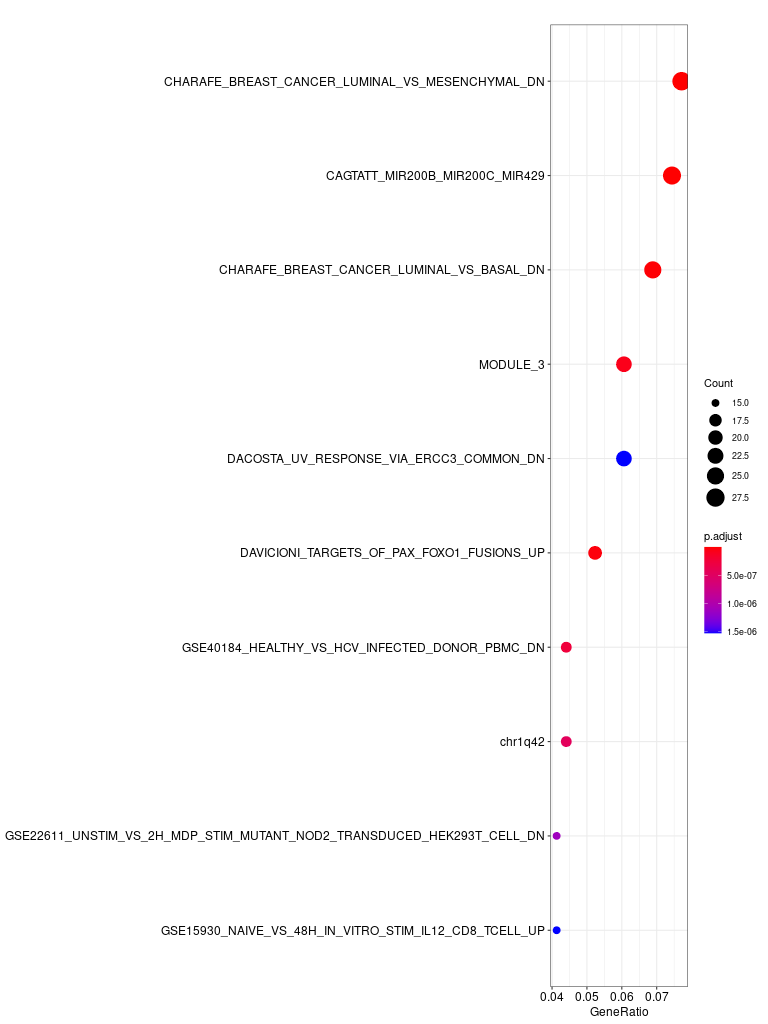 CHARAFE_BREAST_CANCER_LUMINAL_VS_MESENCHYMAL_DN
CAGTATT_MIR200B_MIR200C_MIR429
CHARAFE_BREAST_CANCER_LUMINAL_VS_BASAL_DN
MODULE_3
DACOSTA_UV_RESPONSE_VIA_ERCC3_COMMON_DN
DAVICIONI_TARGETS_OF_PAX_FOXO1_FUSIONS_UP
GSE40184_HEALTHY_VS_HCV_INFECTED_DONOR_PBMC_DN
chr1q42
GSE22611_UNSTIM_VS_2H_MDP_STIM_MUTANT_NOD2_TRANSDUCED_HEK293T_CELL_DN
GSE15930_NAIVE_VS_48H_IN_VITRO_STIM_IL12_CD8_TCELL_UP
0.04 0.05 0.06 0.07
GeneRatio
Count
15.0
17.5
20.0
22.5
25.0
27.5
p.adjust
5.0e-07
1.0e-06
1.5e-06